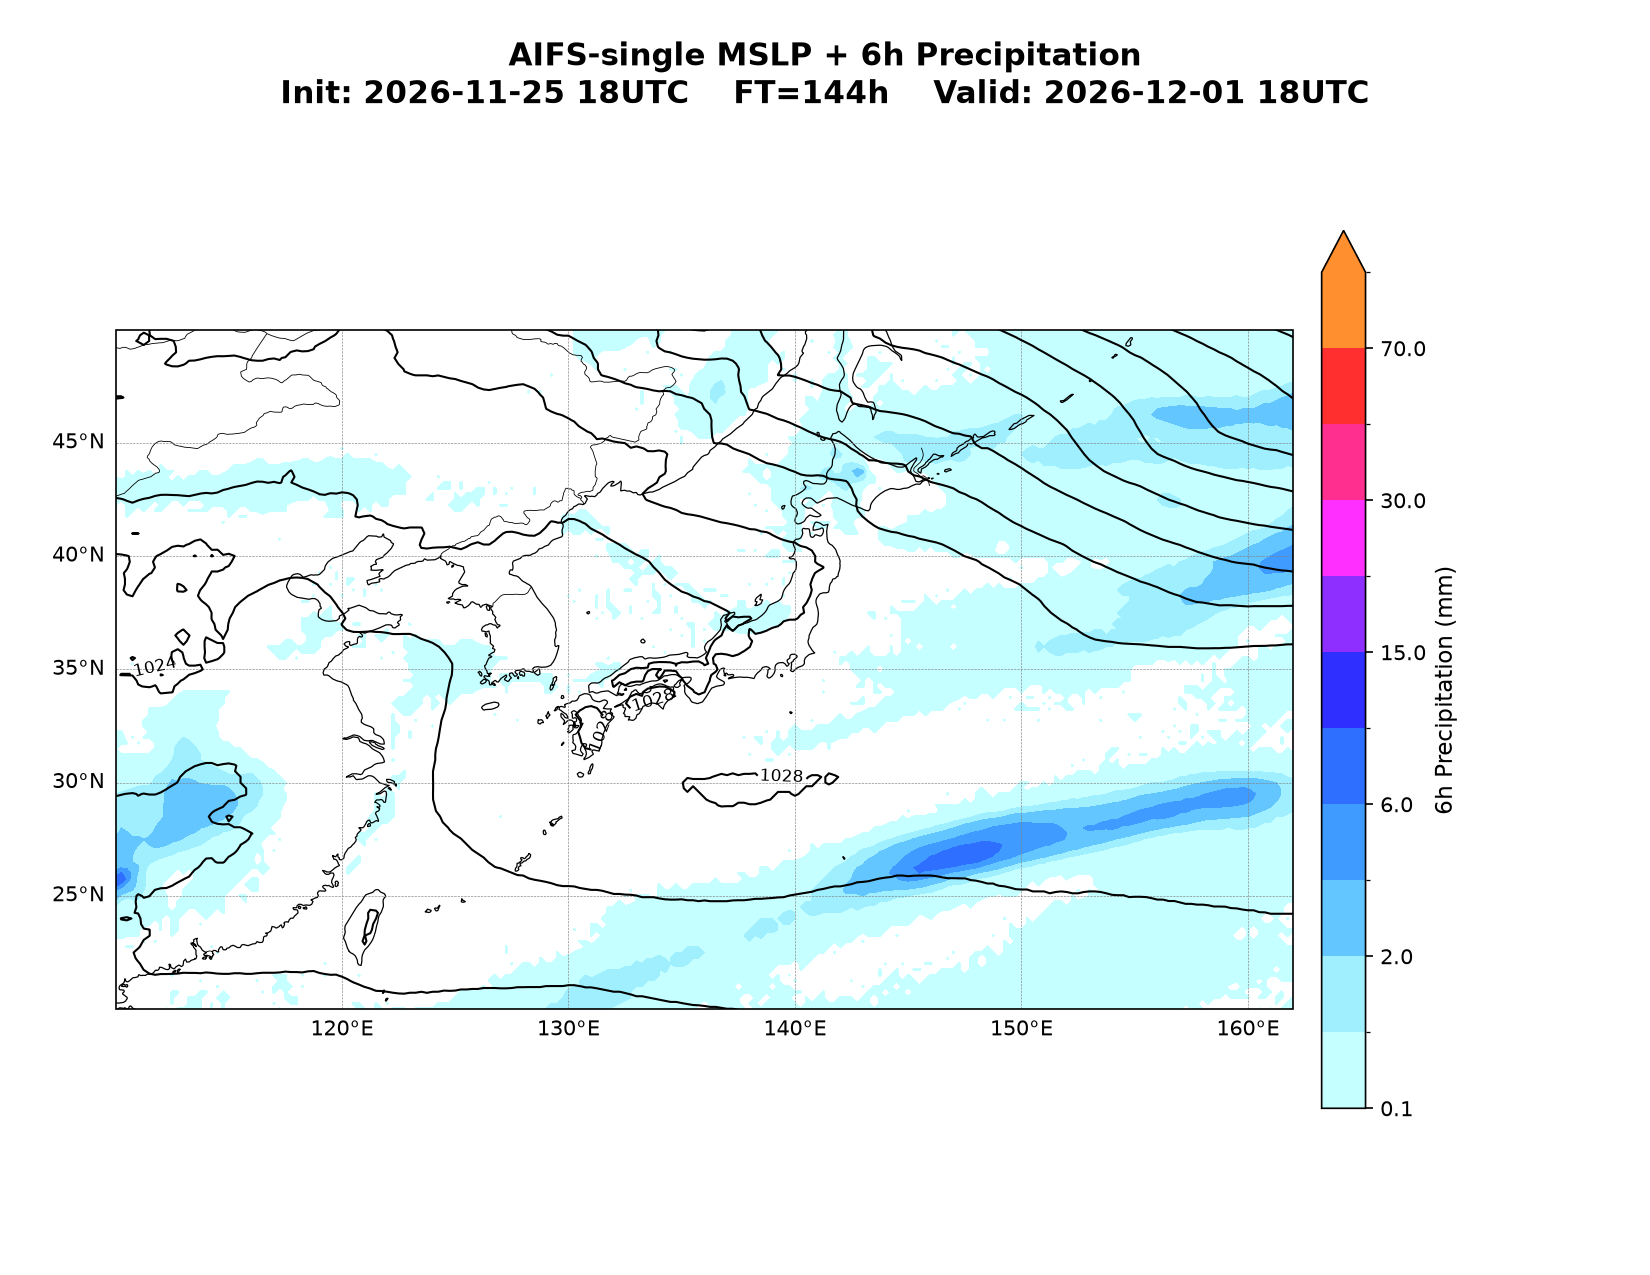 AIFS-single MSLP + 6h Precipitation
Init: 2026-11-25 18UTC    FT=144h    Valid: 2026-12-01 18UTC
70.0
45°N
30.0
40°N
15.0
35°N
1024
1028
1028
6h Precipitation (mm)
30°N
1028
6.0
25°N
2.0
120°E
130°E
140°E
150°E
160°E
0.1